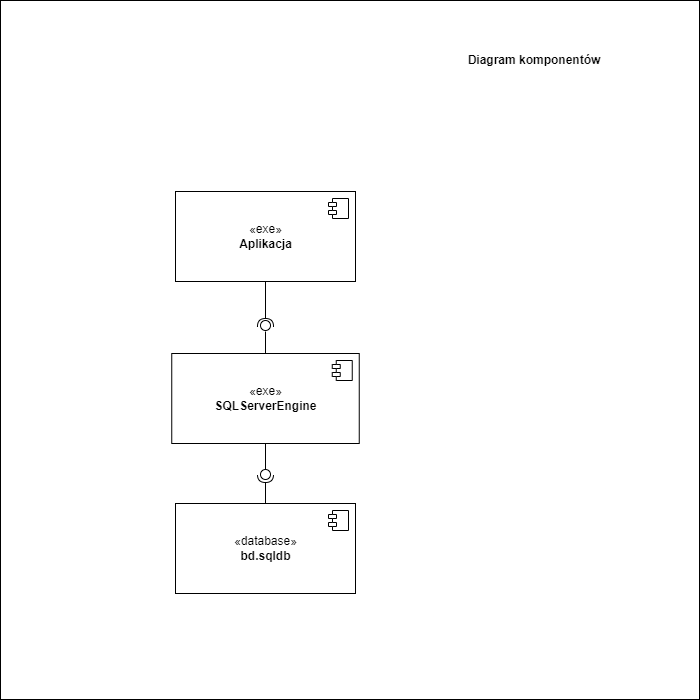 Diagram komponentów
«exe»
Aplikacja
«exe»
SQLServerEngine
«database»
bd.sqldb